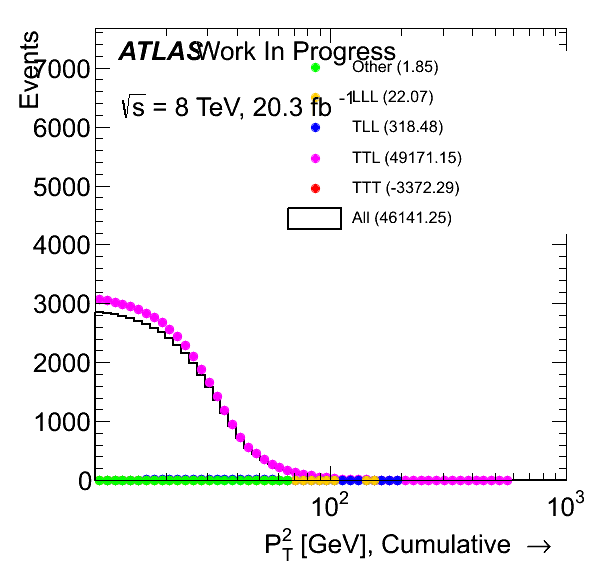 Events
ATLAS Work In Progress
√s = 8 TeV, 20.3 fb -1
Other (1.85)
LLL (22.07)
TLL (318.48)
TTL (49171.15)
TTT (-3372.29)
All (46141.25)
7000
6000
5000
4000
3000
2000
1000
0
10² 10³
P_T² [GeV], Cumulative →